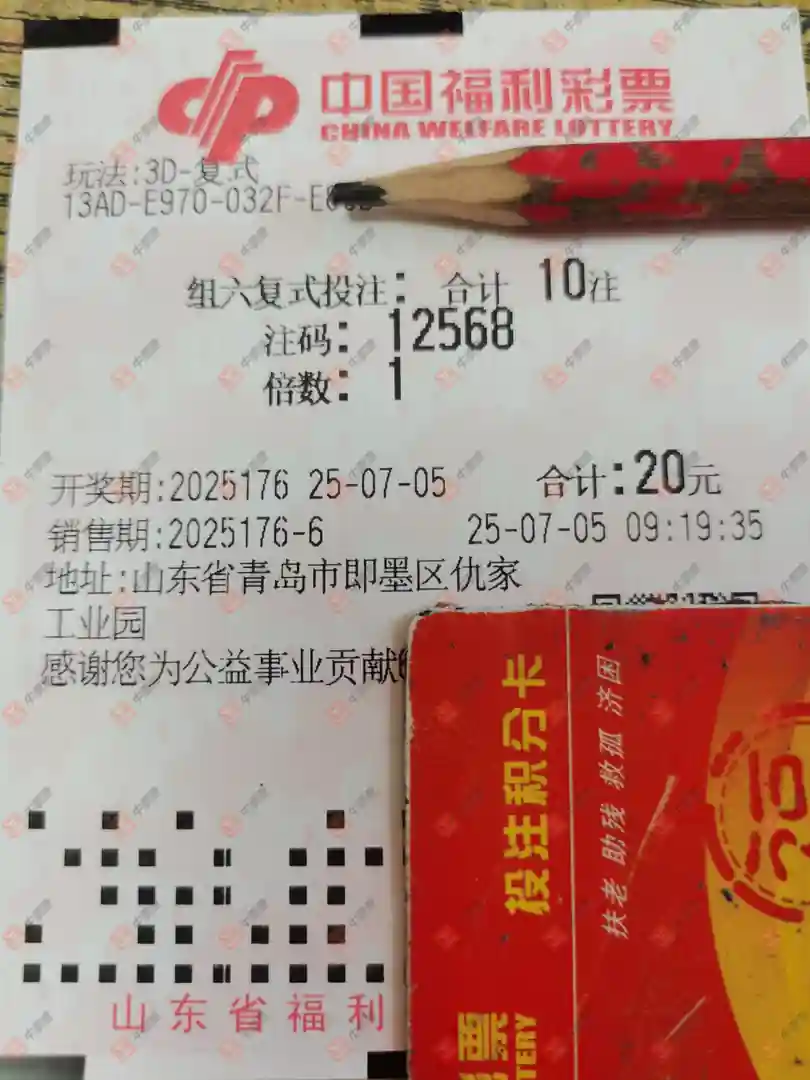 中国福利彩票
CHINA WELFARE LOTTERY
玩法:3D-复式
13AD-E970-032F-
组六复式投注: 合计 10注
注码: 12568
倍数: 1
开奖期:2025176 25-07-05 合计:20元
销售期:2025176-6 25-07-05 09:19:35
地址:山东省青岛市即墨区仇家
工业园
感谢您为公益事业贡献
山东省福利
投注积分卡
扶老 助残 救孤 济困
票
TERY